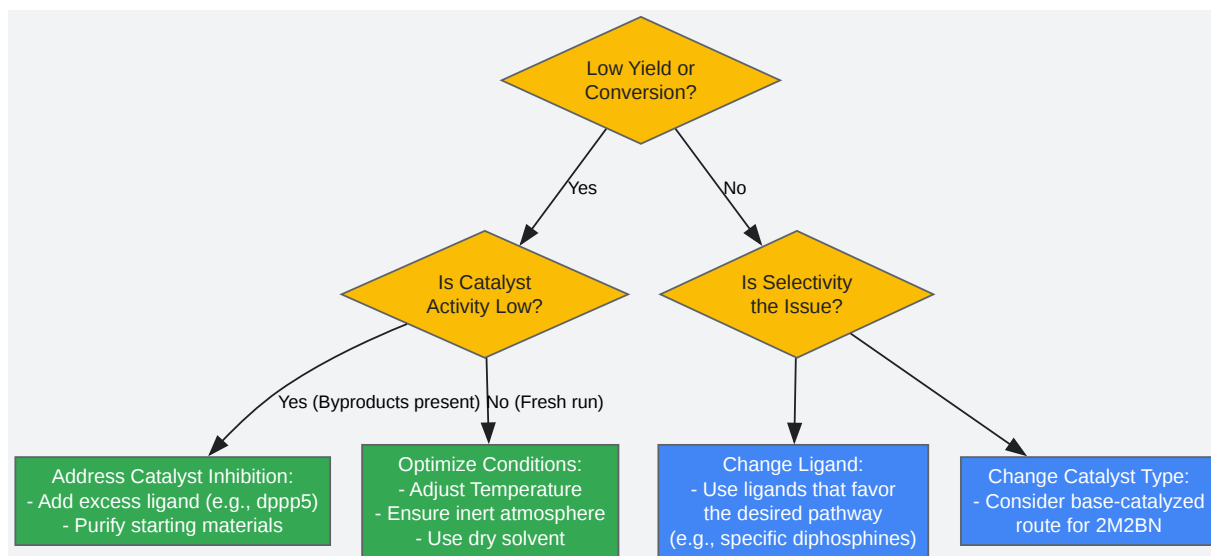 Low Yield or
Conversion?
Yes
No
Is Catalyst
Activity Low?
Is Selectivity
the Issue?
Yes (Byproducts present)
No (Fresh run)
Address Catalyst Inhibition:
- Add excess ligand (e.g., dppp5)
- Purify starting materials
Optimize Conditions:
- Adjust Temperature
- Ensure inert atmosphere
- Use dry solvent
Change Ligand:
- Use ligands that favor
the desired pathway
(e.g., specific diphosphines)
Change Catalyst Type:
- Consider base-catalyzed
route for 2M2BN